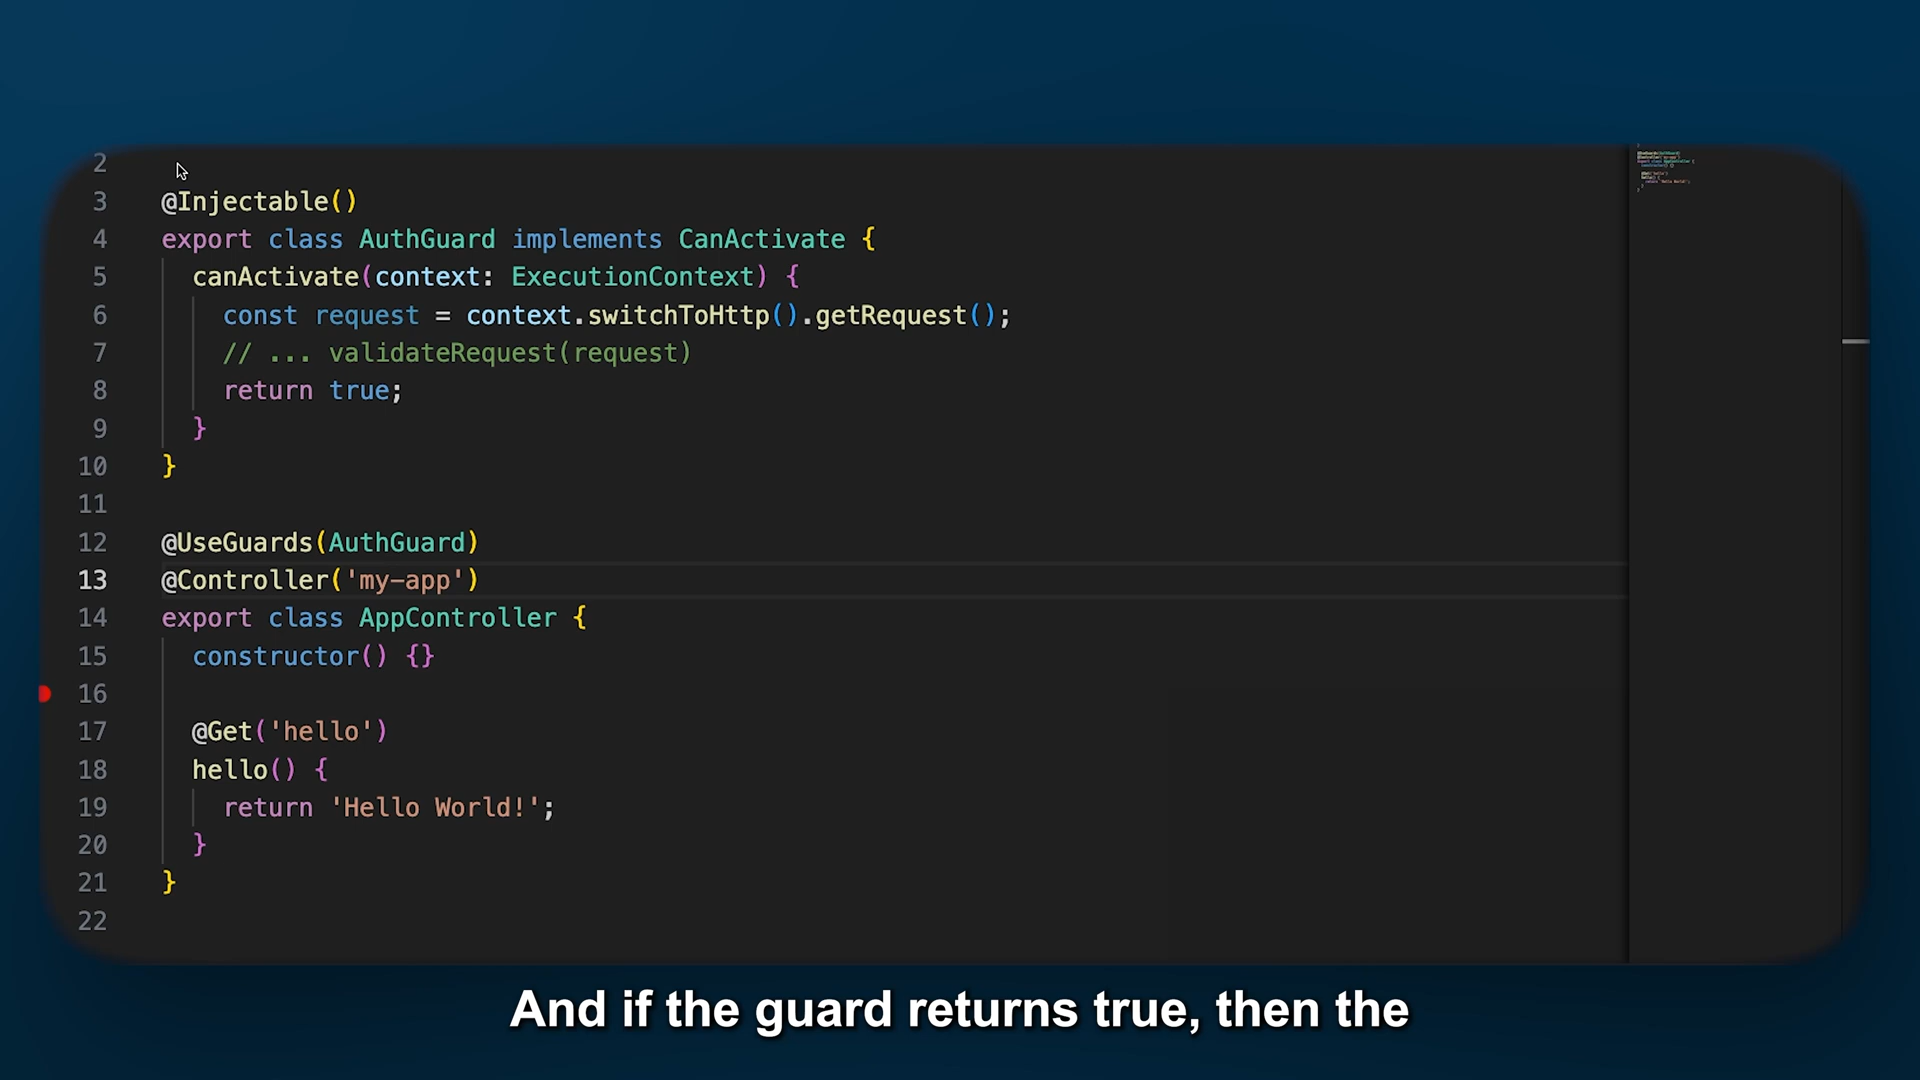 2
3 @Injectable()
4 export class AuthGuard implements CanActivate {
5 canActivate(context: ExecutionContext) {
6 const request = context.switchToHttp().getRequest();
7 // ... validateRequest(request)
8 return true;
9 }
10 }
11
12 @UseGuards(AuthGuard)
13 @Controller('my-app')
14 export class AppController {
15 constructor() {}
16
17 @Get('hello')
18 hello() {
19 return 'Hello World!';
20 }
21 }
22
And if the guard returns true, then the